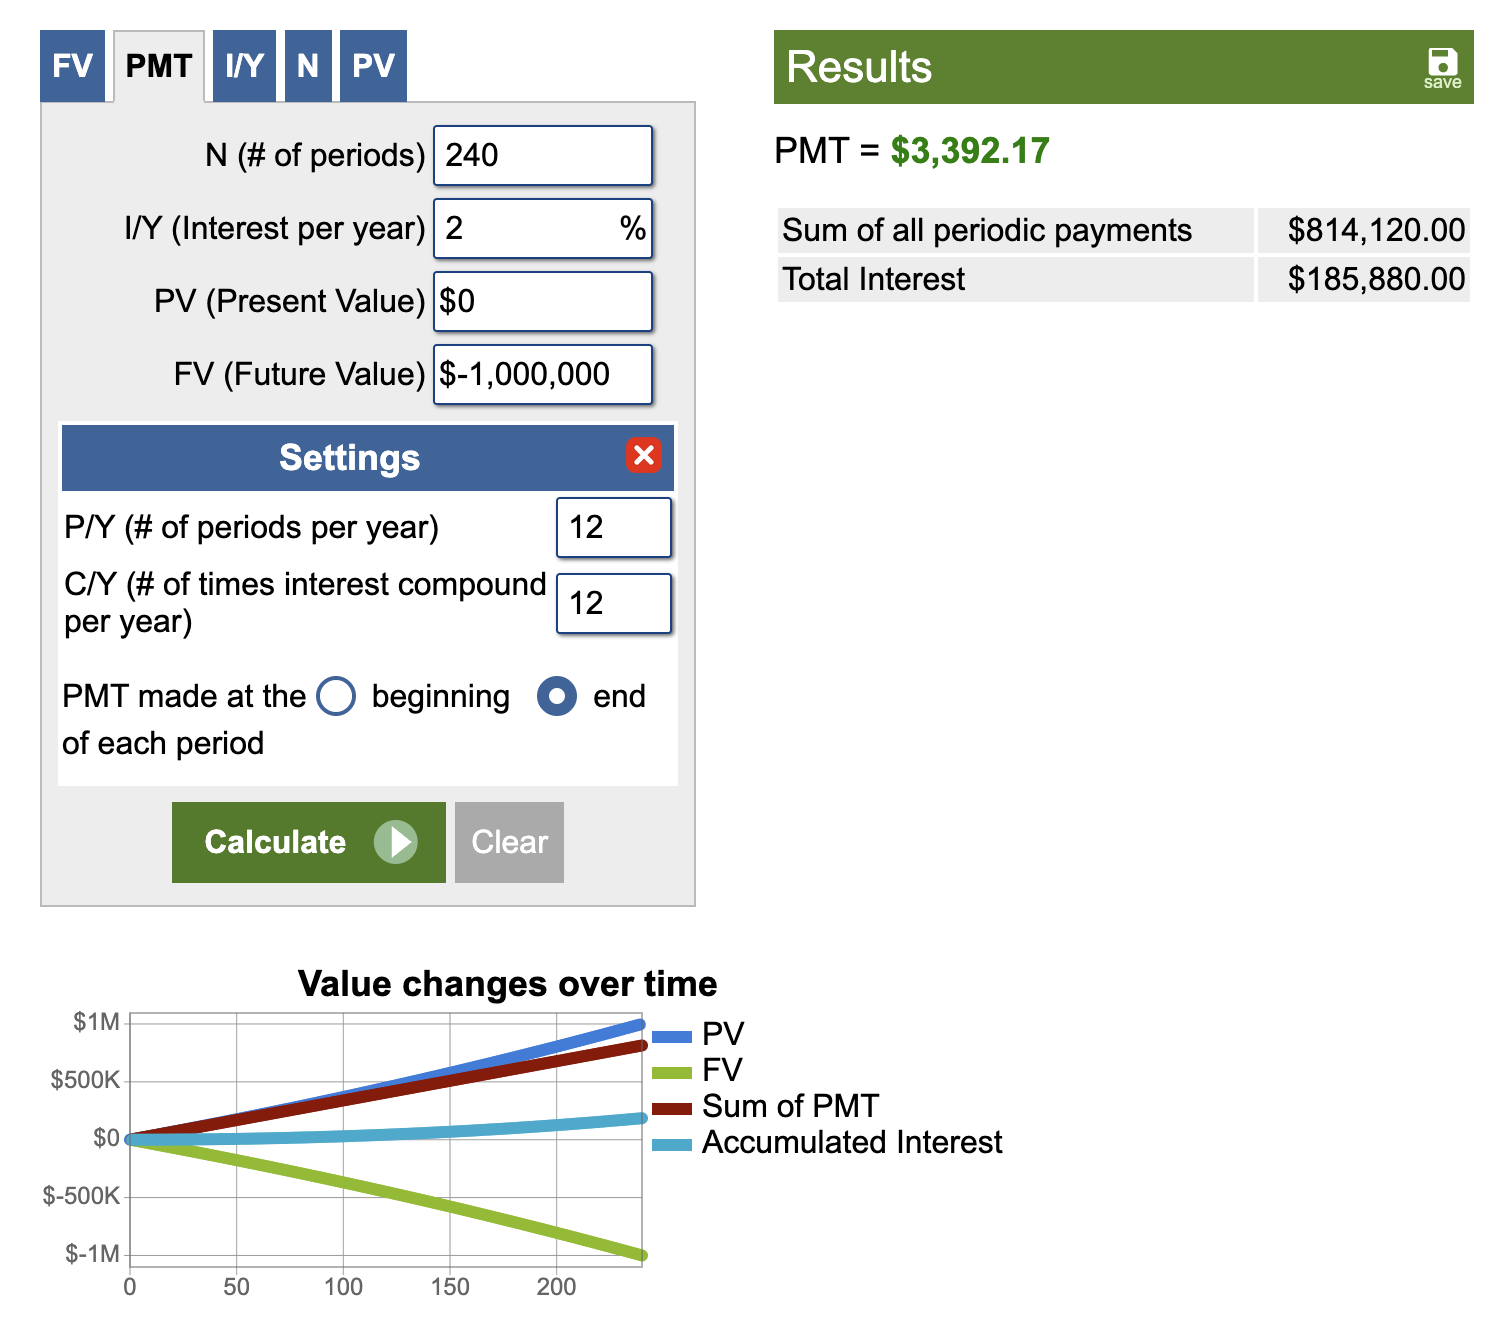 FV PMT I/Y N PV
N (# of periods) 240
I/Y (Interest per year) 2 %
PV (Present Value) $0
FV (Future Value) $-1,000,000
Settings
P/Y (# of periods per year) 12
C/Y (# of times interest compound
per year) 12
PMT made at the beginning end
of each period
Calculate Clear
Results
save
PMT = $3,392.17
Sum of all periodic payments $814,120.00
Total Interest $185,880.00
Value changes over time
$1M
$500K
$0
$-500K
$-1M
0 50 100 150 200
PV
FV
Sum of PMT
Accumulated Interest